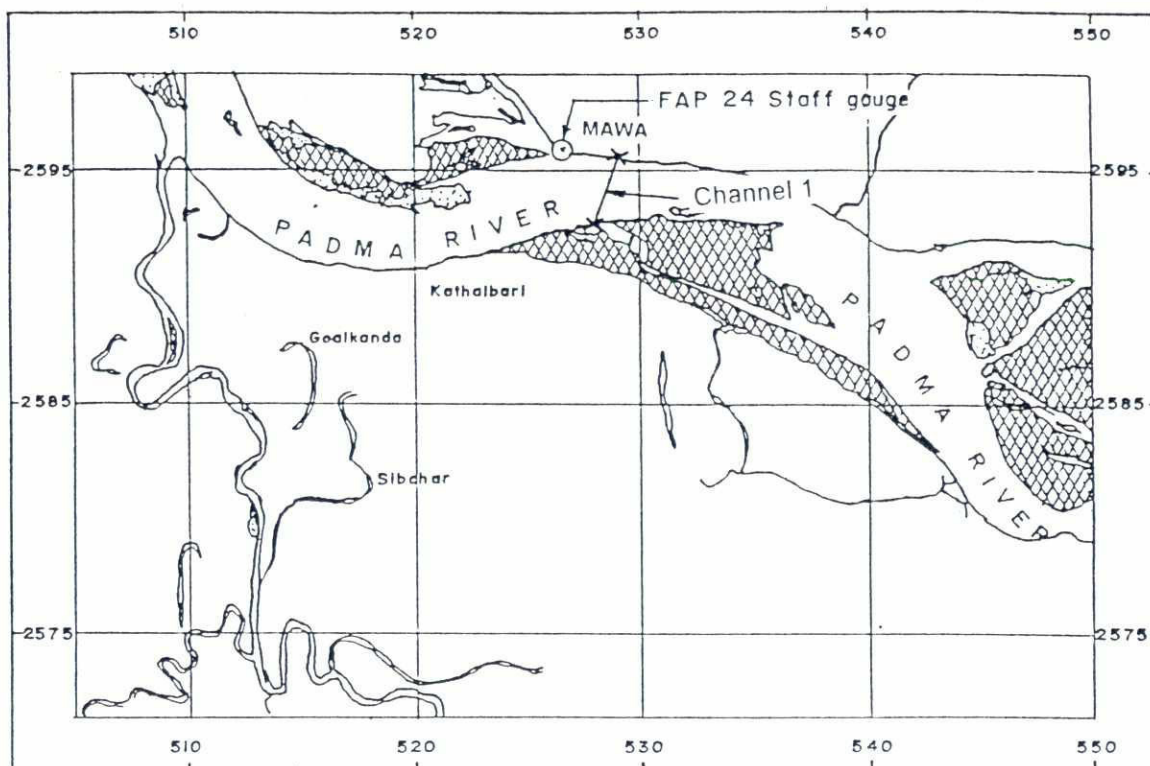 510 520 530 540 550
FAP 24 Staff gauge
MAWA
2595 2595
Channel 1
PADMA RIVER
Kathalbari
PADMA RIVER
Goalkanda
2585 2585
Sibchar
2575 2575
510 520 530 540 550